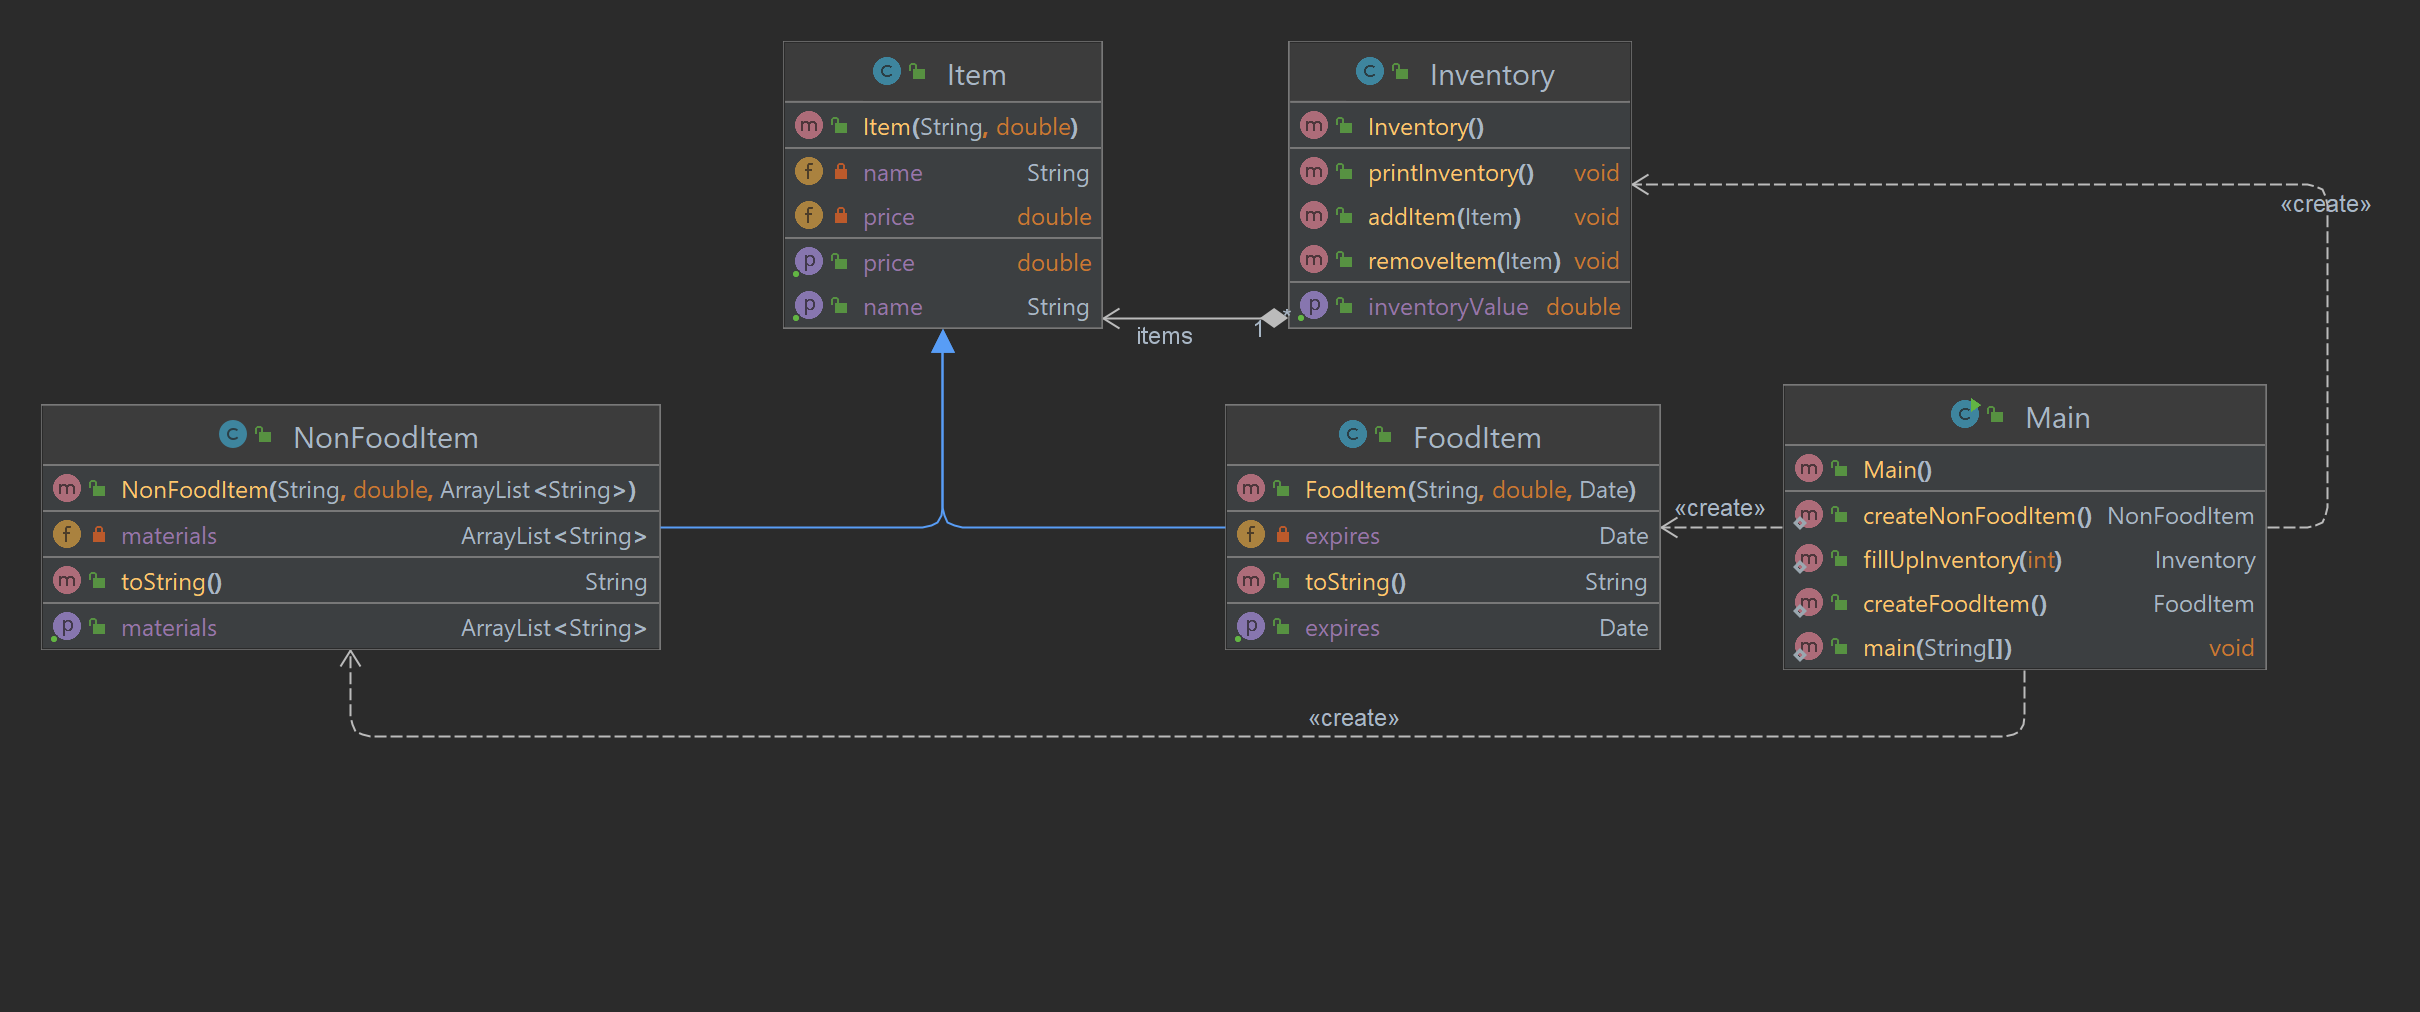 Item
Item(String, double)
name String
price double
price double
name String
Inventory
Inventory()
printInventory() void
addItem(Item) void
removeItem(Item) void
inventoryValue double
«create»
items
1
*
NonFoodItem
NonFoodItem(String, double, ArrayList<String>)
materials ArrayList<String>
toString() String
materials ArrayList<String>
FoodItem
FoodItem(String, double, Date)
expires Date
toString() String
expires Date
«create»
Main
Main()
createNonFoodItem() NonFoodItem
fillUpInventory(int) Inventory
createFoodItem() FoodItem
main(String[]) void
«create»